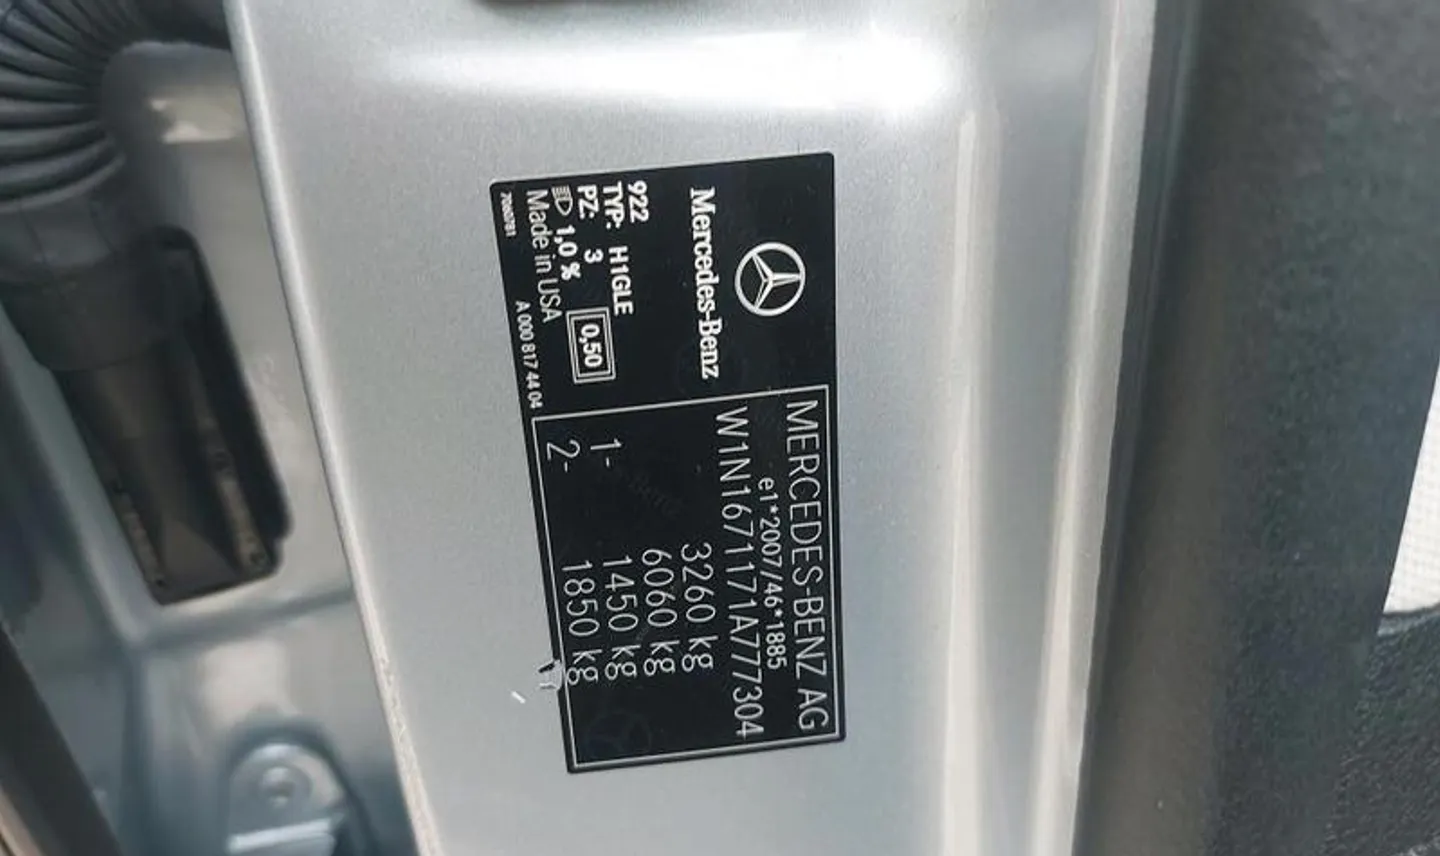 Mercedes-Benz
922
TYP: H1GLE
PZ: 3
0,50
1,0 %
Made in USA
7080781
A 000 817 44 04
MERCEDES-BENZ AG
e1*2007/46*1885
W1N1671171A777304
3260 kg
6060 kg
1- 1450 kg
2- 1850 kg